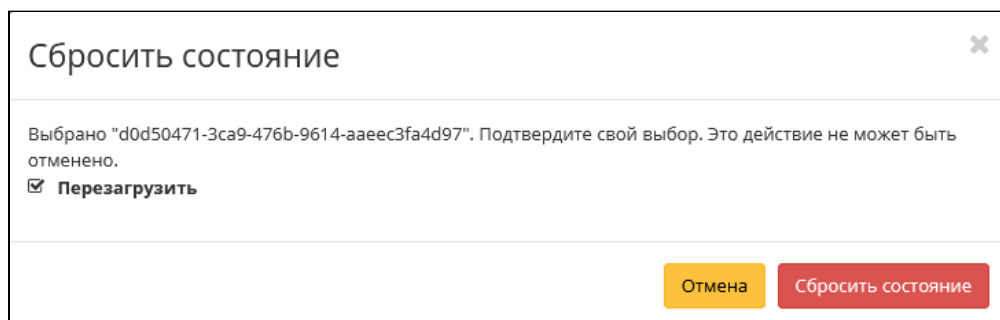 Сбросить состояние
Выбрано "d0d50471-3ca9-476b-9614-aaeec3fa4d97". Подтвердите свой выбор. Это действие не может быть
отменено.
Перезагрузить
Отмена
Сбросить состояние